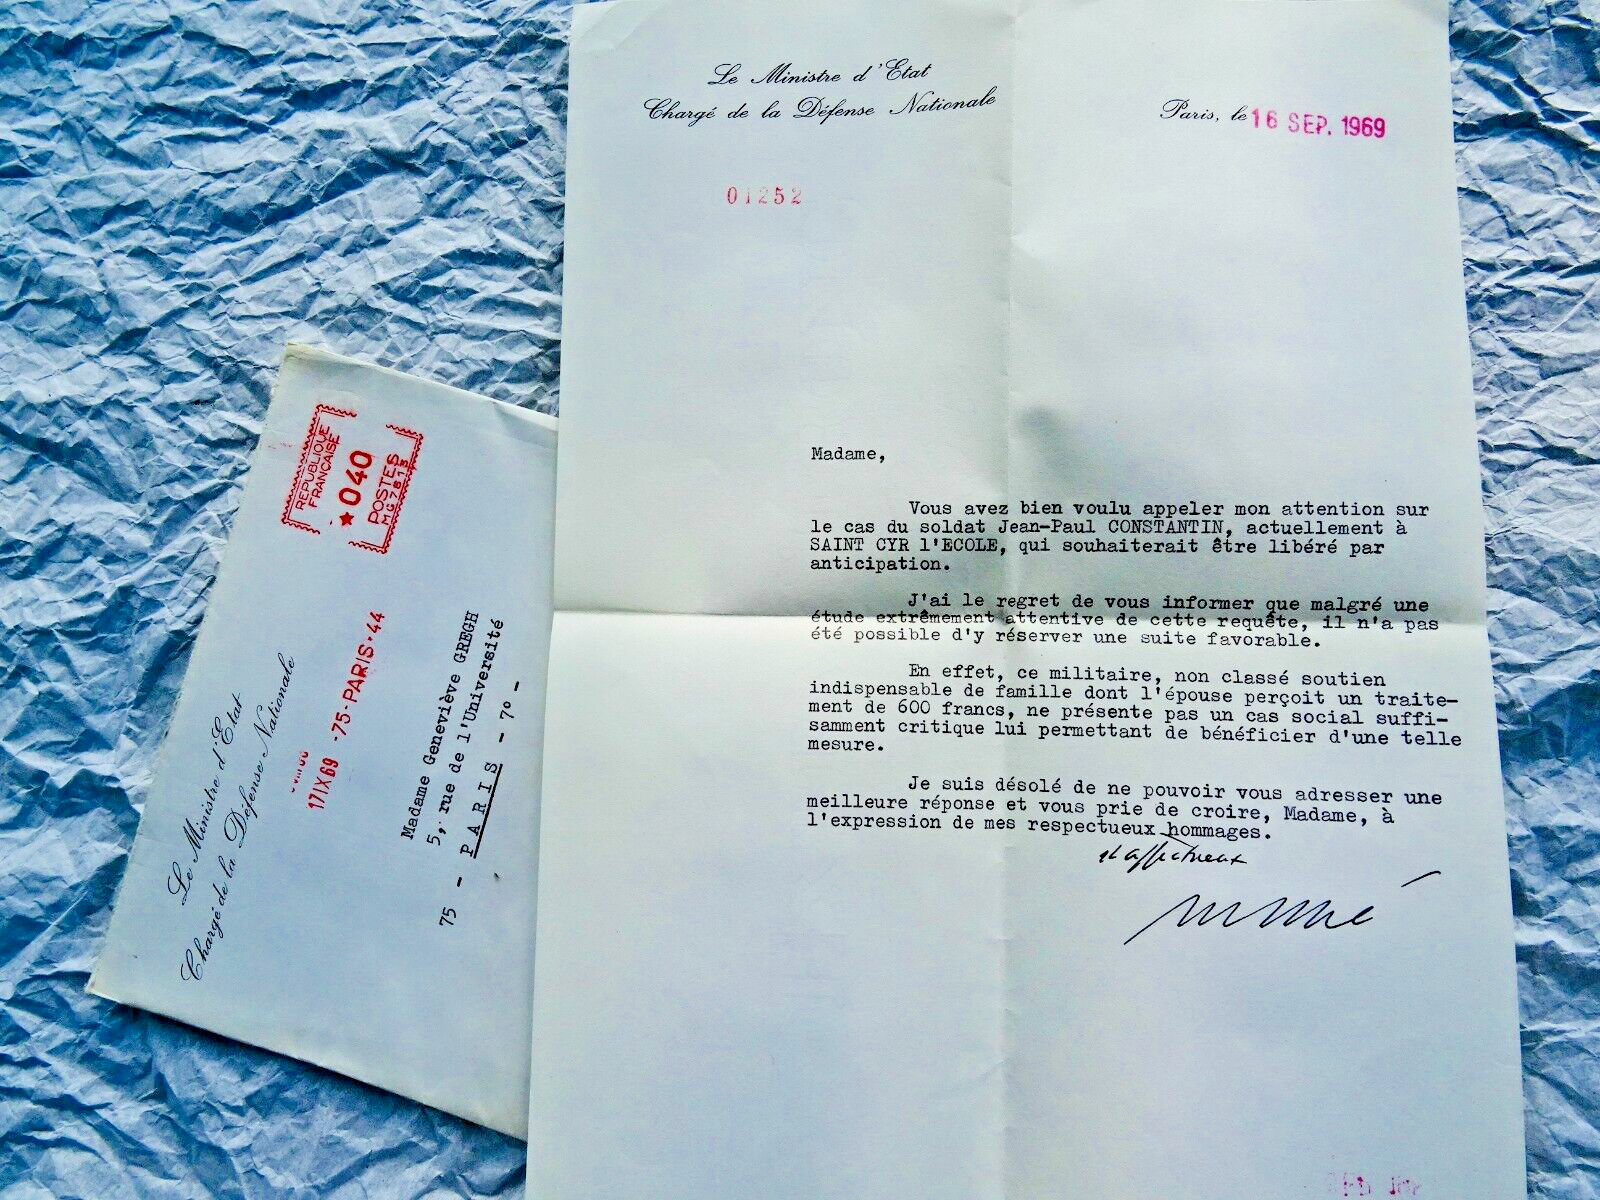 Le Ministre d'Etat
Chargé de la Défense Nationale
Paris, le 16 SEP. 1969
01252
Madame,
Vous avez bien voulu appeler mon attention sur
le cas du soldat Jean-Paul CONSTANTIN, actuellement à
SAINT CYR l'ECOLE, qui souhaiterait être libéré par
anticipation.
J'ai le regret de vous informer que malgré une
étude extrêmement attentive de cette requête, il n'a pas
été possible d'y réserver une suite favorable.
En effet, ce militaire, non classé soutien
indispensable de famille dont l'épouse perçoit un traite-
ment de 600 francs, ne présente pas un cas social suffi-
samment critique lui permettant de bénéficier d'une telle
mesure.
Je suis désolé de ne pouvoir vous adresser une
meilleure réponse et vous prie de croire, Madame, à
l'expression de mes respectueux hommages.
et affectueux
REPUBLIQUE
FRANÇAISE
★040
POSTES
MG7813
17 IX 69 -75-PARIS-44
Le Ministre d'Etat
Chargé de la Défense Nationale
Madame Geneviève GREGH
5, rue de l'Université
75 - PARIS - 7° -